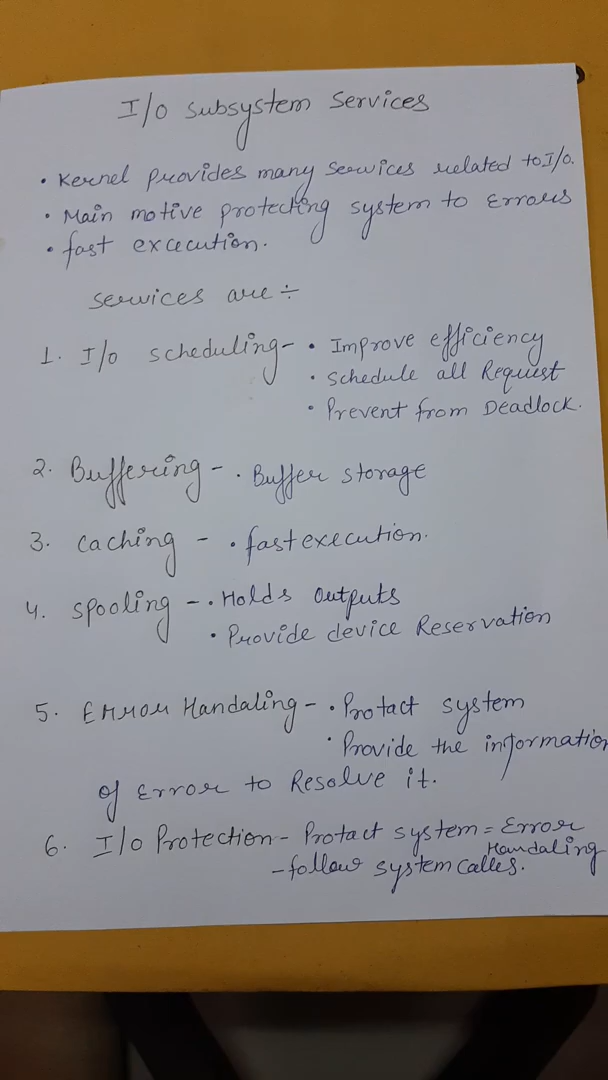 I/O Subsystem Services
• Kernel provides many services related to I/O.
• Main motive protecting system to Errors
• fast excecution.
Services are ÷
1. I/O scheduling - • Improve efficiency
• Schedule all Request
• Prevent from Deadlock.
2. Buffering - • Buffer storage
3. Caching - • fast execution.
4. Spooling - • Holds outputs
• Provide device Reservation
5. Error Handaling - • Protact system
• Provide the information
of Error to Resolve it.
6. I/O Protection - Protact system = Error
Handaling
- follow system calles.